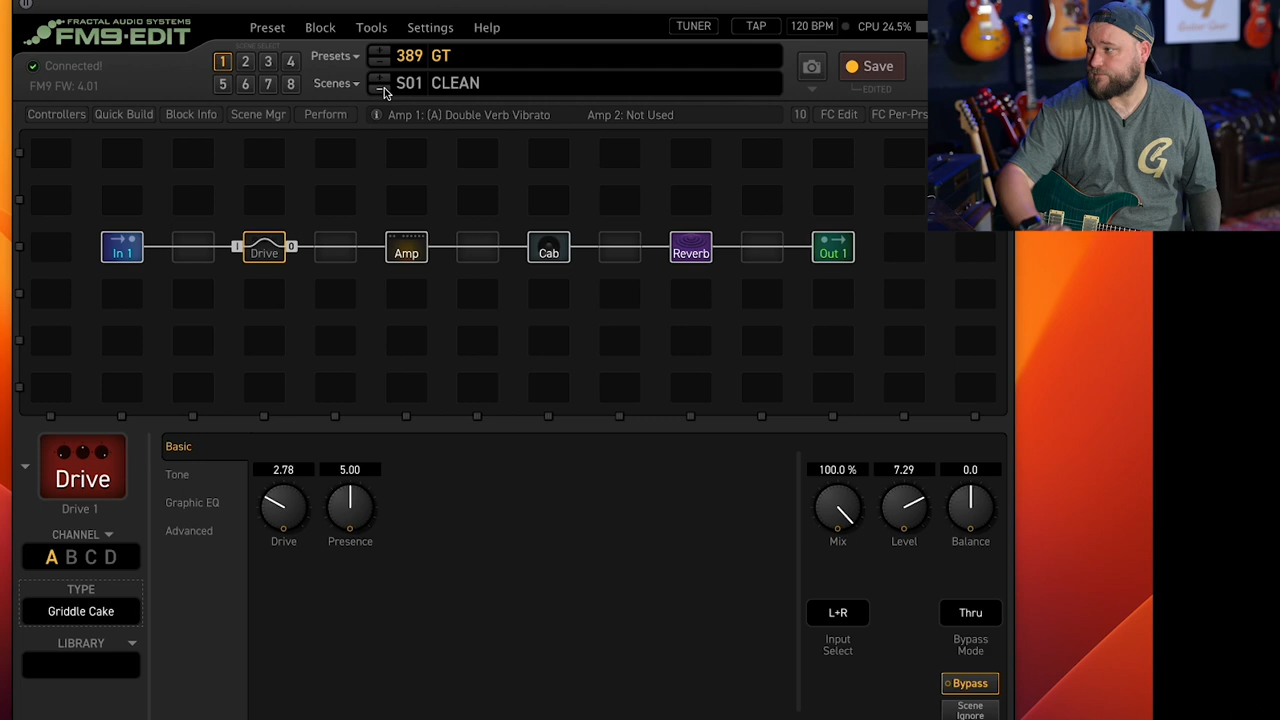 FRACTAL AUDIO SYSTEMS
FM9-EDIT
Preset Block Tools Settings Help
TUNER TAP 120 BPM CPU 24.5%
SCENE SELECT
1 2 3 4
5 6 7 8
Presets 389 GT
Scenes S01 CLEAN
Save
EDITED
Connected!
FM9 FW: 4.01
Controllers Quick Build Block Info Scene Mgr Perform Amp 1: (A) Double Verb Vibrato Amp 2: Not Used 10 FC Edit FC Per-Prs
In 1 I Drive O Amp Cab Reverb Out 1
Drive
Drive 1
CHANNEL
A B C D
TYPE
Griddle Cake
LIBRARY
Basic
Tone
Graphic EQ
Advanced
2.78 5.00
Drive Presence
100.0 % 7.29 0.0
Mix Level Balance
L+R Thru
Input Select
Bypass Mode
Bypass
Scene Ignore
G
G